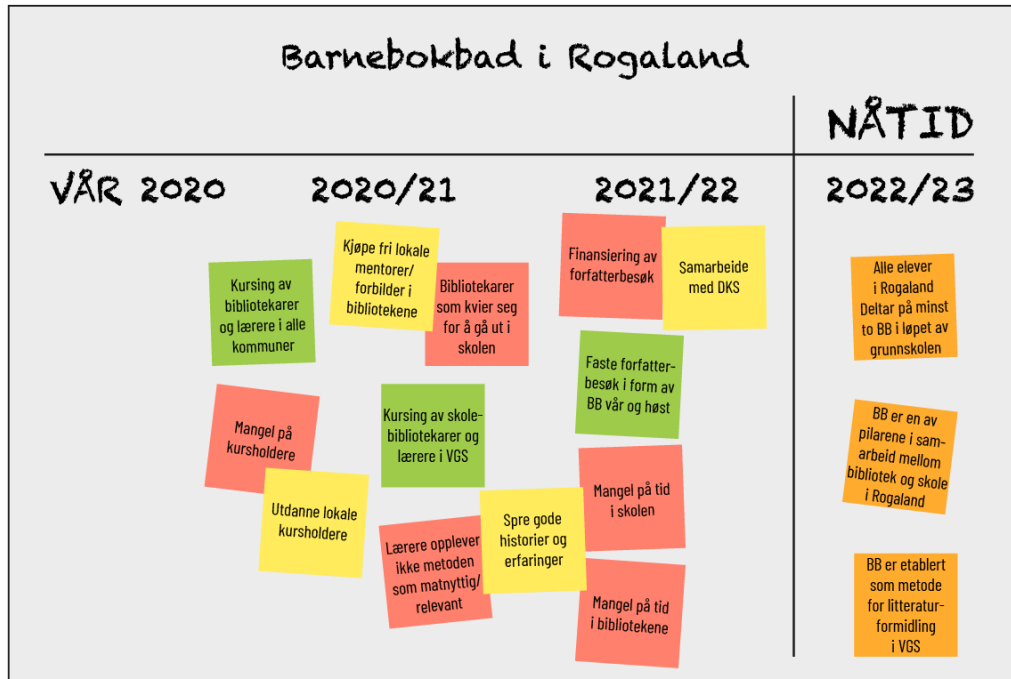 Barnebokbad i Rogaland
NÅTID
VÅR 2020
2020/21
2021/22
2022/23
Kursing av
bibliotekarer
og lærere i alle
kommuner
Mangel på
kursholdere
Utdanne lokale
kursholdere
Kjøpe fri lokale
mentorer/
forbilder i
bibliotekene
Bibliotekarer
som kvier seg
for å gå ut i
skolen
Kursing av skole-
bibliotekarer og
lærere i VGS
Lærere opplever
ikke metoden
som matnyttig/
relevant
Spre gode
historier og
erfaringer
Finansiering av
forfatterbesøk
Samarbeide
med DKS
Faste forfatter-
besøk i form av
BB vår og høst
Mangel på tid
i skolen
Mangel på tid
i bibliotekene
Alle elever
i Rogaland
Deltar på minst
to BB i løpet av
grunnskolen
BB er en av
pilarene i sam-
arbeid mellom
bibliotek og skole
i Rogaland
BB er etablert
som metode
for litteratur-
formidling
i VGS